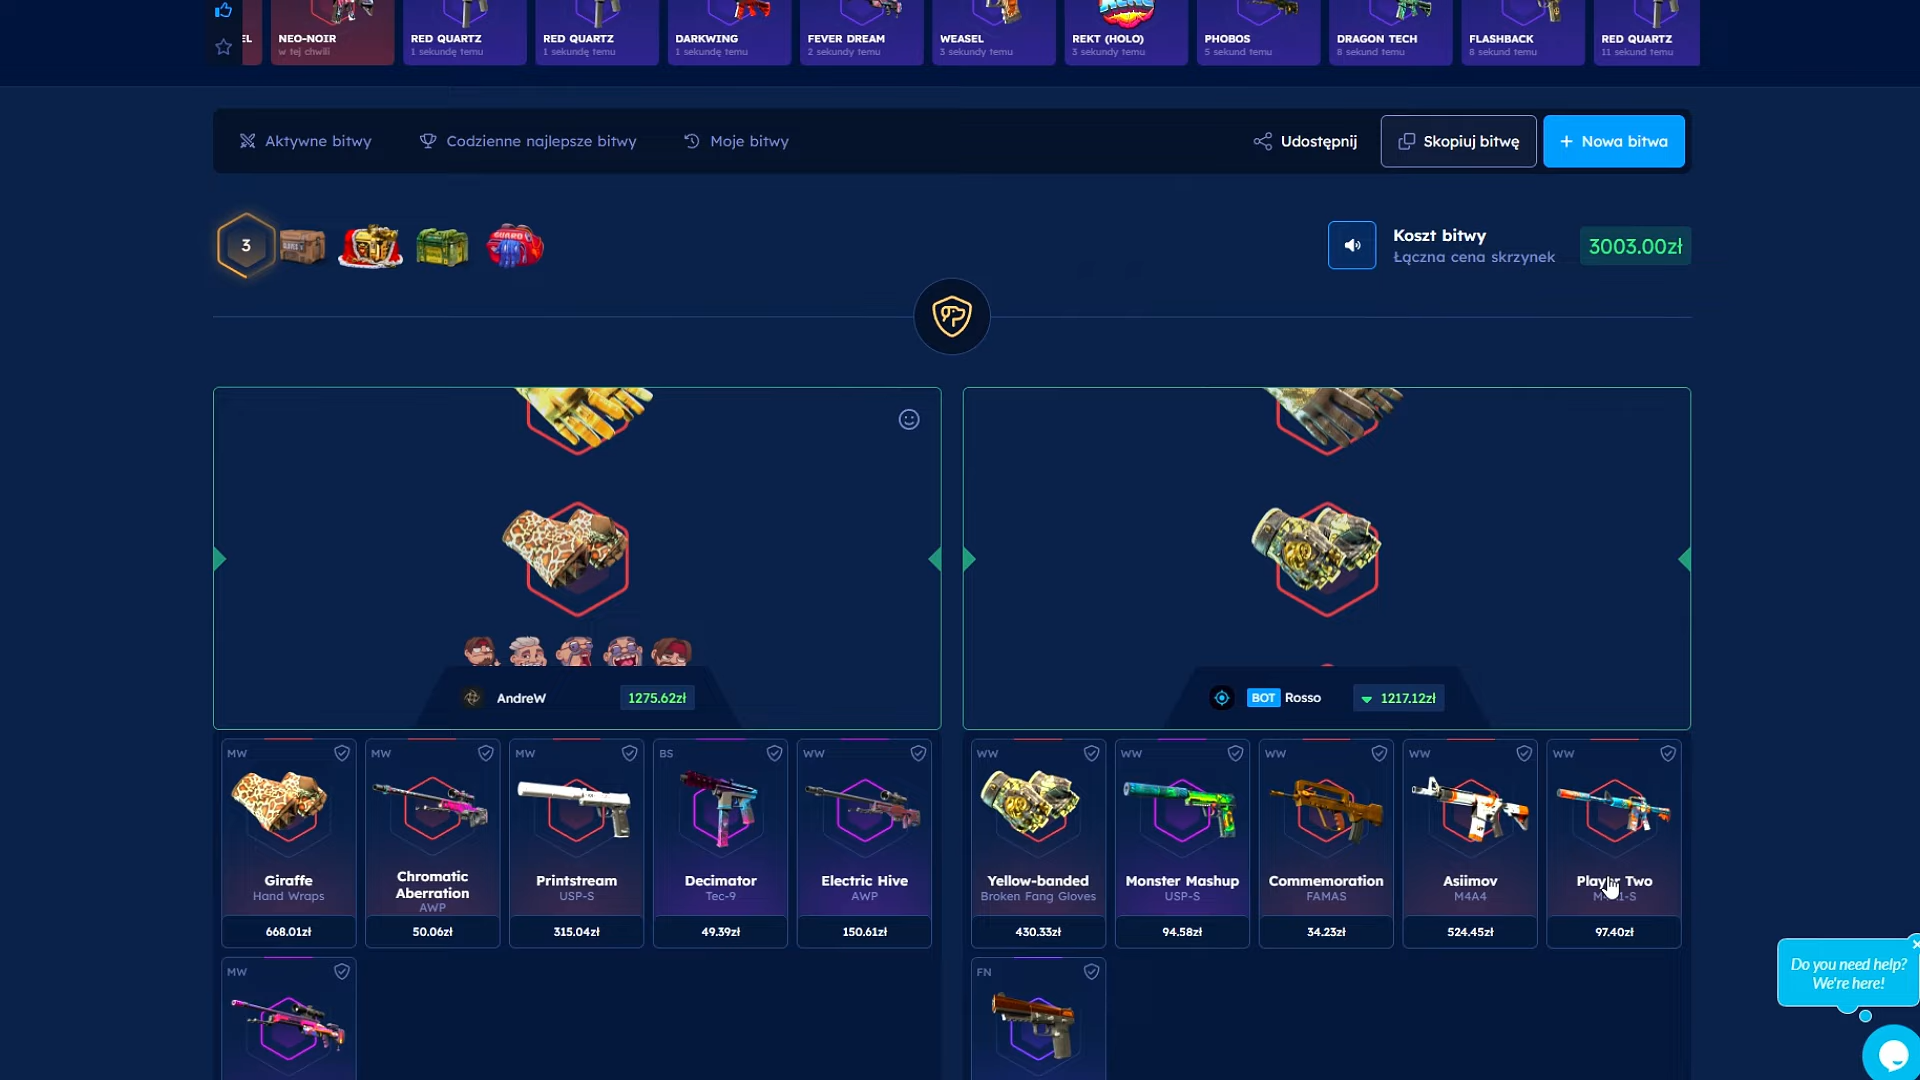 EL
NEO-NOIR
w tej chwili
RED QUARTZ
1 sekundę temu
RED QUARTZ
1 sekundę temu
DARKWING
1 sekundę temu
FEVER DREAM
2 sekundy temu
WEASEL
3 sekundy temu
REKT (HOLO)
3 sekundy temu
PHOBOS
5 sekund temu
DRAGON TECH
8 sekund temu
FLASHBACK
8 sekund temu
RED QUARTZ
11 sekund temu
Aktywne bitwy
Codzienne najlepsze bitwy
Moje bitwy
Udostępnij
Skopiuj bitwę
+ Nowa bitwa
3
GUARD
Koszt bitwy
Łączna cena skrzynek
3003.00zł
AndreW
1275.62zł
BOT Rosso
1217.12zł
MW
Giraffe
Hand Wraps
668.01zł
MW
Chromatic
Aberration
AWP
50.06zł
MW
Printstream
USP-S
315.04zł
BS
Decimator
Tec-9
49.39zł
WW
Electric Hive
AWP
150.61zł
WW
Yellow-banded
Broken Fang Gloves
430.33zł
WW
Monster Mashup
USP-S
94.58zł
WW
Commemoration
FAMAS
34.23zł
WW
Asiimov
M4A4
524.45zł
WW
Player Two
M4A1-S
97.40zł
MW
FN
Do you need help?
We're here!